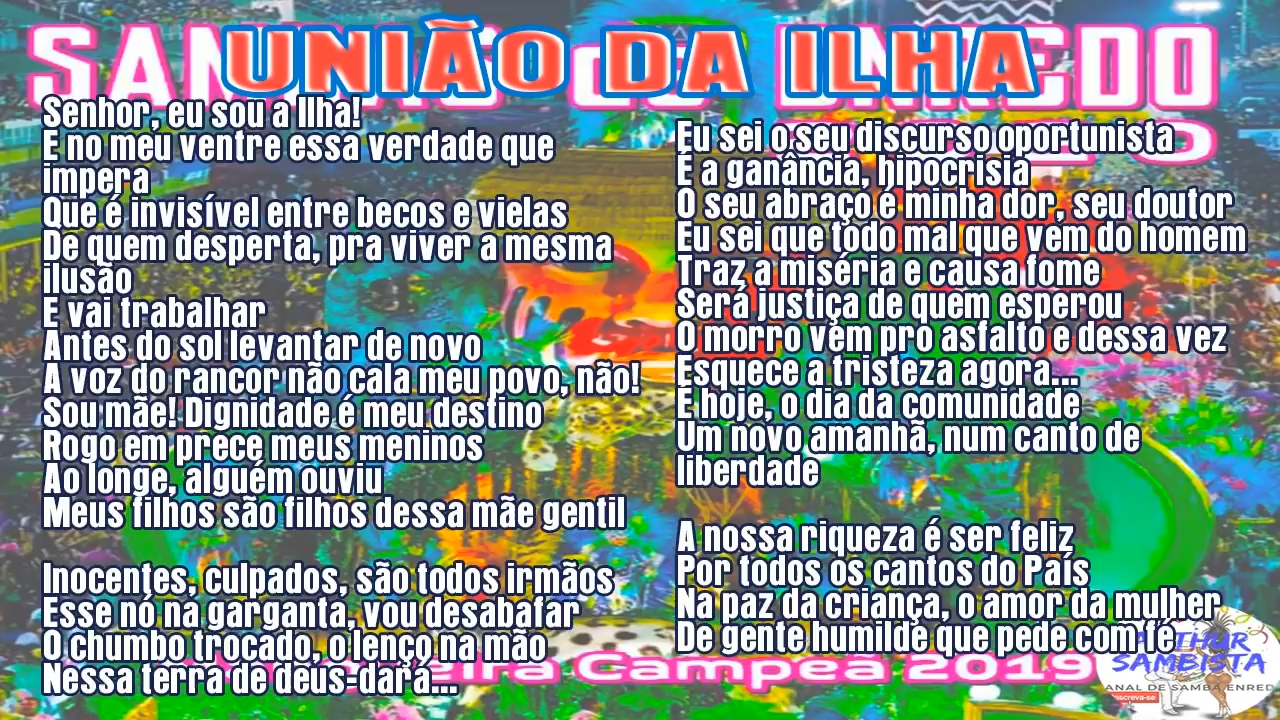 UNIÃO DA ILHA
Senhor, eu sou a Ilha!
E no meu ventre essa verdade que
impera
Que é invisível entre becos e vielas
De quem desperta, pra viver a mesma
ilusão
E vai trabalhar
Antes do sol levantar de novo
A voz do rancor não cala meu povo, não!
Sou mãe! Dignidade é meu destino
Rogo em prece meus meninos
Ao longe, alguém ouviu
Meus filhos são filhos dessa mãe gentil
Inocentes, culpados, são todos irmãos
Esse nó na garganta, vou desabafar
O chumbo trocado, o lenço na mão
Nessa terra de deus-dará...
Eu sei o seu discurso oportunista
E a ganância, hipocrisia
O seu abraço é minha dor, seu doutor
Eu sei que todo mal que vem do homem
Traz a miséria e causa fome
Será justiça de quem esperou
O morro vem pro asfalto e dessa vez
Esquece a tristeza agora...
É hoje, o dia da comunidade
Um novo amanhã, num canto de
liberdade
A nossa riqueza é ser feliz
Por todos os cantos do País
Na paz da criança, o amor da mulher
De gente humilde que pede com fé
Campeã 2019
SAMBISTA